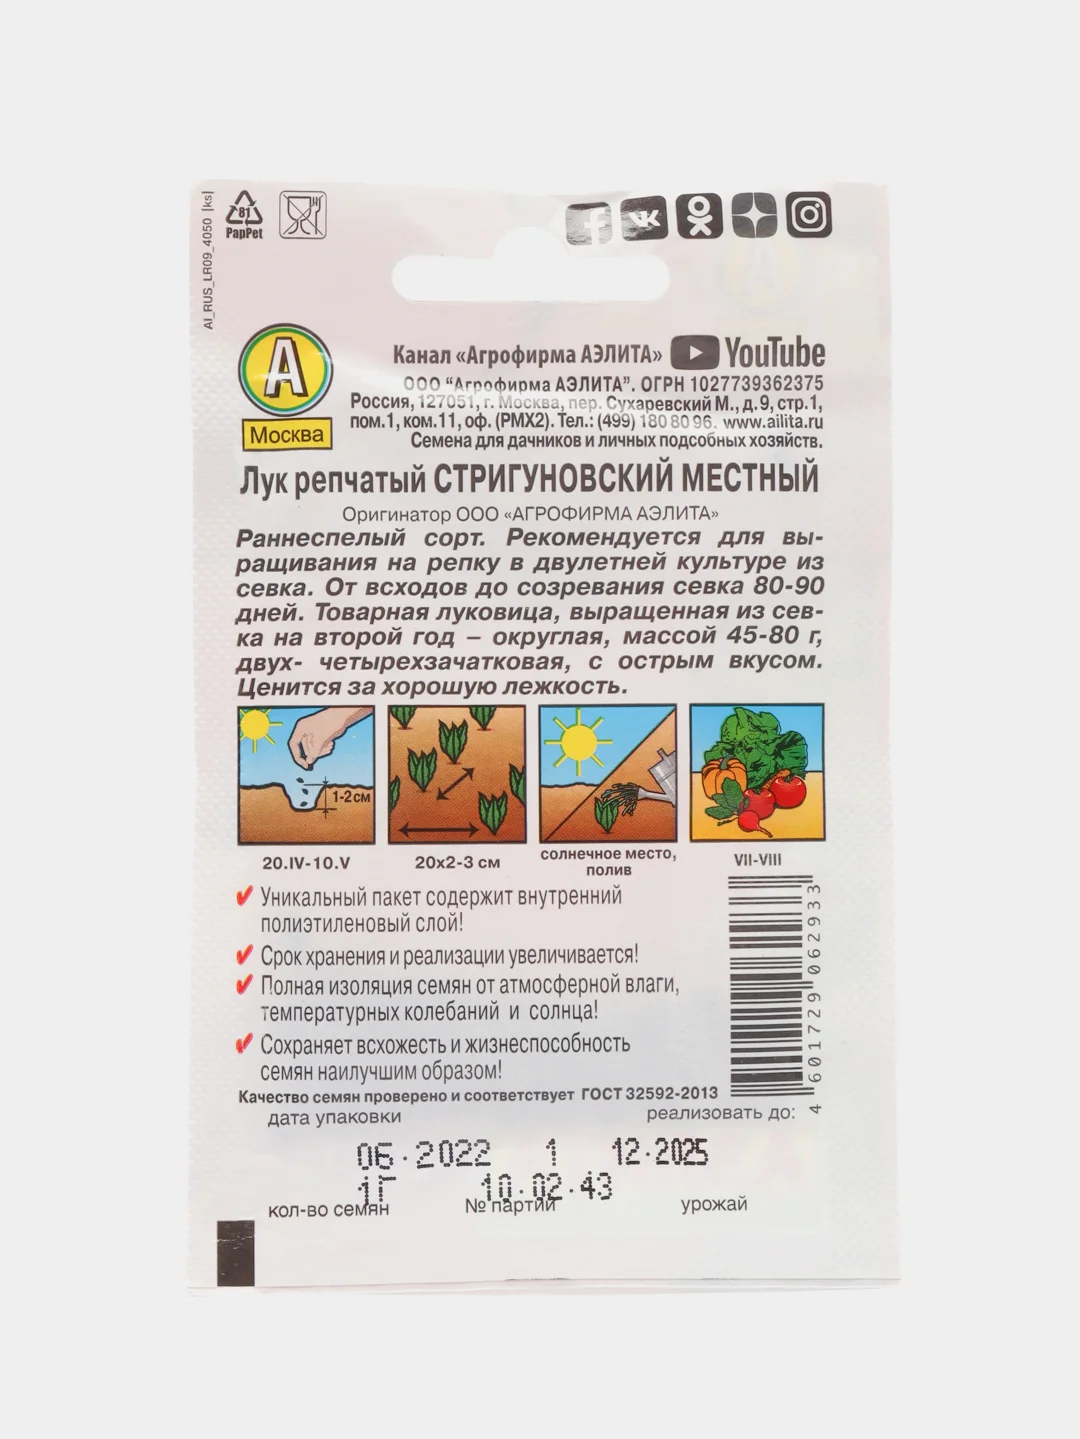 AI_RUS_LR09_4050 |ks|
81
PapPet
А
Москва
Канал «Агрофирма АЭЛИТА» YouTube
ООО "Агрофирма АЭЛИТА". ОГРН 1027739362375
Россия, 127051, г. Москва, пер. Сухаревский М., д.9, стр.1,
пом.1, ком.11, оф. (РМХ2). Тел.: (499) 180 80 96. www.ailita.ru
Семена для дачников и личных подсобных хозяйств.
Лук репчатый СТРИГУНОВСКИЙ МЕСТНЫЙ
Оригинатор ООО «АГРОФИРМА АЭЛИТА»
Раннеспелый сорт. Рекомендуется для вы-
ращивания на репку в двулетней культуре из
севка. От всходов до созревания севка 80-90
дней. Товарная луковица, выращенная из сев-
ка на второй год – округлая, массой 45-80 г,
двух- четырехзачатковая, с острым вкусом.
Ценится за хорошую лежкость.
1-2 см
20.IV-10.V
20х2-3 см
солнечное место,
полив
VII-VIII
Уникальный пакет содержит внутренний
полиэтиленовый слой!
Срок хранения и реализации увеличивается!
Полная изоляция семян от атмосферной влаги,
температурных колебаний и солнца!
Сохраняет всхожесть и жизнеспособность
семян наилучшим образом!
4 601729 062933
Качество семян проверено и соответствует ГОСТ 32592-2013
дата упаковки реализовать до:
06.2022 1 12.2025
1Г 10.02.43
кол-во семян № партии урожай